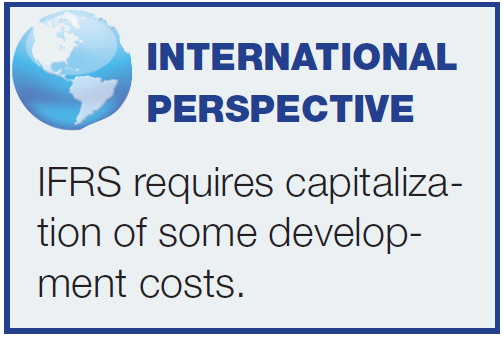 INTERNATIONAL
PERSPECTIVE
IFRS requires capitaliza-
tion of some develop-
ment costs.